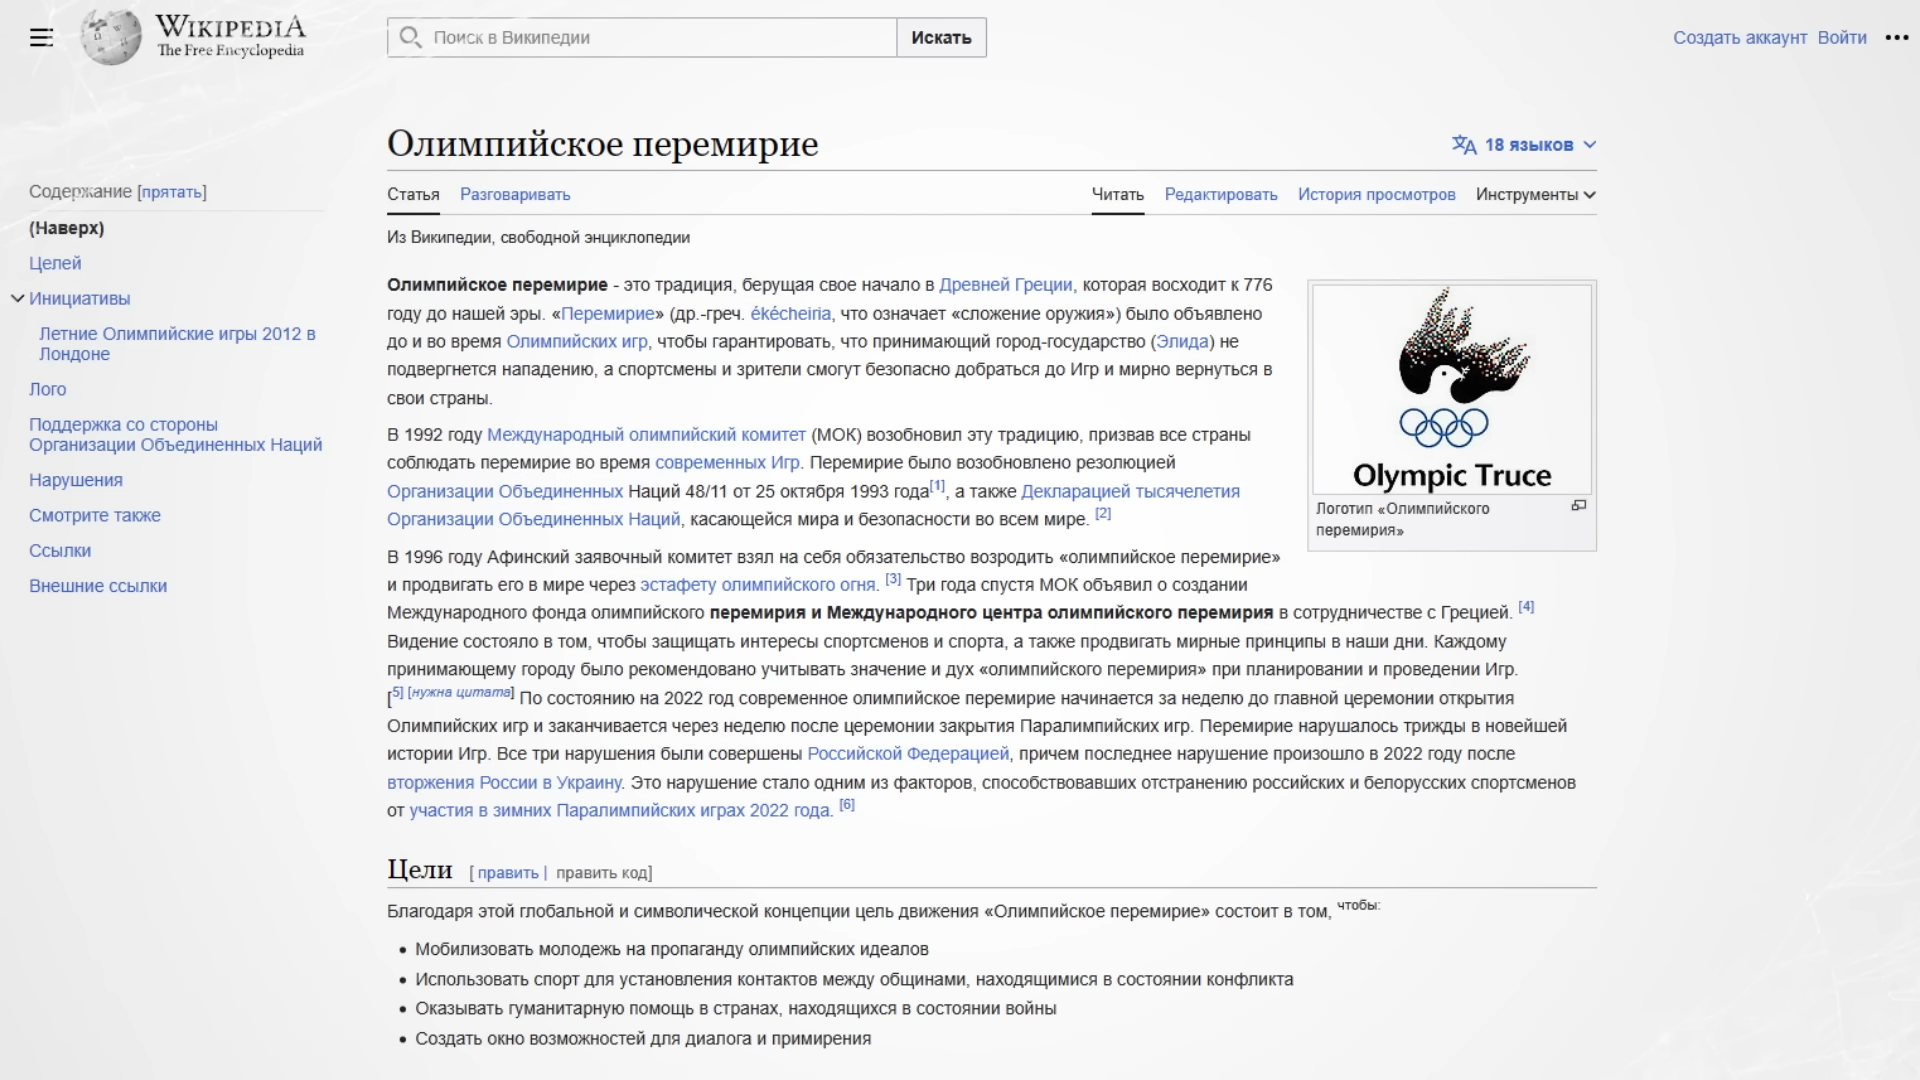 WIKIPEDIA
The Free Encyclopedia
Поиск в Википедии
Искать
Создать аккаунт Войти
Олимпийское перемирие
18 языков
Содержание [прятать]
(Наверх)
Целей
Инициативы
Летние Олимпийские игры 2012 в
Лондоне
Лого
Поддержка со стороны
Организации Объединенных Наций
Нарушения
Смотрите также
Ссылки
Внешние ссылки
Статья Разговаривать
Читать Редактировать История просмотров Инструменты
Из Википедии, свободной энциклопедии
Олимпийское перемирие - это традиция, берущая свое начало в Древней Греции, которая восходит к 776
году до нашей эры. «Перемирие» (др.-греч. ékécheiria, что означает «сложение оружия») было объявлено
до и во время Олимпийских игр, чтобы гарантировать, что принимающий город-государство (Элида) не
подвергнется нападению, а спортсмены и зрители смогут безопасно добраться до Игр и мирно вернуться в
свои страны.
В 1992 году Международный олимпийский комитет (МОК) возобновил эту традицию, призвав все страны
соблюдать перемирие во время современных Игр. Перемирие было возобновлено резолюцией
Организации Объединенных Наций 48/11 от 25 октября 1993 года[1], а также Декларацией тысячелетия
Организации Объединенных Наций, касающейся мира и безопасности во всем мире. [2]
Olympic Truce
Логотип «Олимпийского
перемирия»
В 1996 году Афинский заявочный комитет взял на себя обязательство возродить «олимпийское перемирие»
и продвигать его в мире через эстафету олимпийского огня. [3] Три года спустя МОК объявил о создании
Международного фонда олимпийского перемирия и Международного центра олимпийского перемирия в сотрудничестве с Грецией. [4]
Видение состояло в том, чтобы защищать интересы спортсменов и спорта, а также продвигать мирные принципы в наши дни. Каждому
принимающему городу было рекомендовано учитывать значение и дух «олимпийского перемирия» при планировании и проведении Игр.
[5] [нужна цитата] По состоянию на 2022 год современное олимпийское перемирие начинается за неделю до главной церемонии открытия
Олимпийских игр и заканчивается через неделю после церемонии закрытия Паралимпийских игр. Перемирие нарушалось трижды в новейшей
истории Игр. Все три нарушения были совершены Российской Федерацией, причем последнее нарушение произошло в 2022 году после
вторжения России в Украину. Это нарушение стало одним из факторов, способствовавших отстранению российских и белорусских спортсменов
от участия в зимних Паралимпийских играх 2022 года. [6]
Цели [ править | править код]
Благодаря этой глобальной и символической концепции цель движения «Олимпийское перемирие» состоит в том, чтобы:
• Мобилизовать молодежь на пропаганду олимпийских идеалов
• Использовать спорт для установления контактов между общинами, находящимися в состоянии конфликта
• Оказывать гуманитарную помощь в странах, находящихся в состоянии войны
• Создать окно возможностей для диалога и примирения